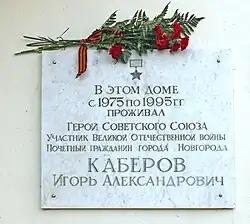 В ЭТОМ ДОМЕ
С 1975 ПО 1995 ГГ
ПРОЖИВАЛ
ГЕРОЙ СОВЕТСКОГО СОЮЗА
УЧАСТНИК ВЕЛИКОЙ ОТЕЧЕСТВЕННОЙ ВОЙНЫ
ПОЧЕТНЫЙ ГРАЖДАНИН ГОРОДА НОВГОРОДА
КАБЕРОВ
ИГОРЬ АЛЕКСАНДРОВИЧ